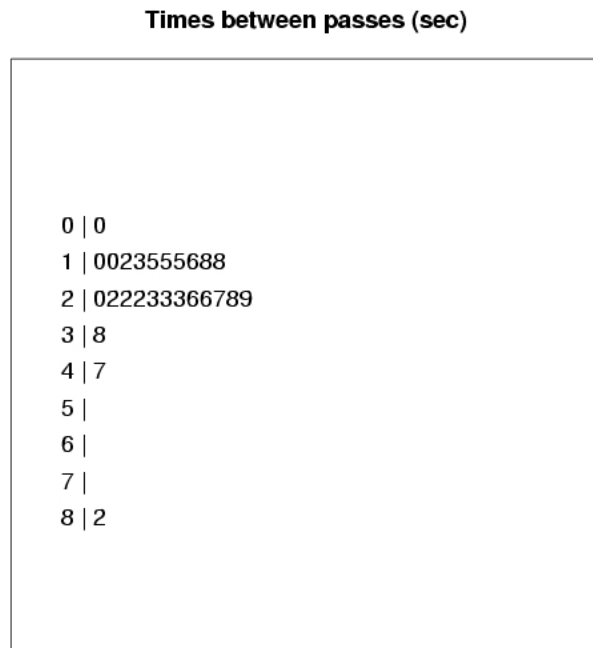 Times between passes (sec)
0 | 0
1 | 0023555688
2 | 022233366789
3 | 8
4 | 7
5 |
6 |
7 |
8 | 2